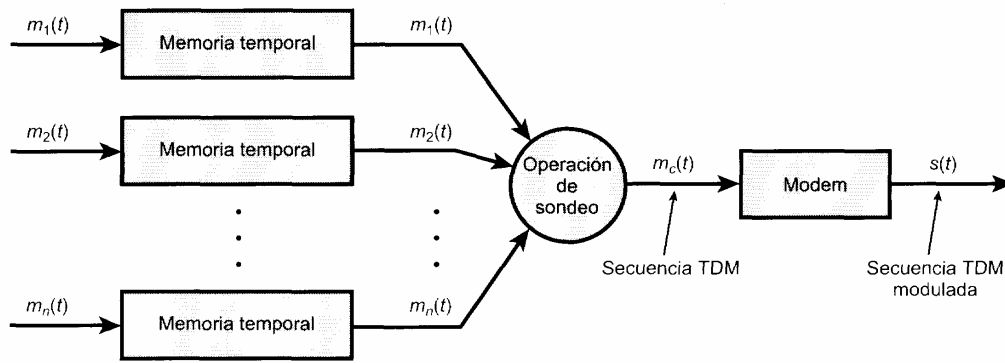 m₁(t)
Memoria temporal
m₁(t)
m₂(t)
Memoria temporal
m₂(t)
Operación
de
sondeo
m_c(t)
Modem
s(t)
Secuencia TDM
Secuencia TDM
modulada
mₙ(t)
Memoria temporal
mₙ(t)